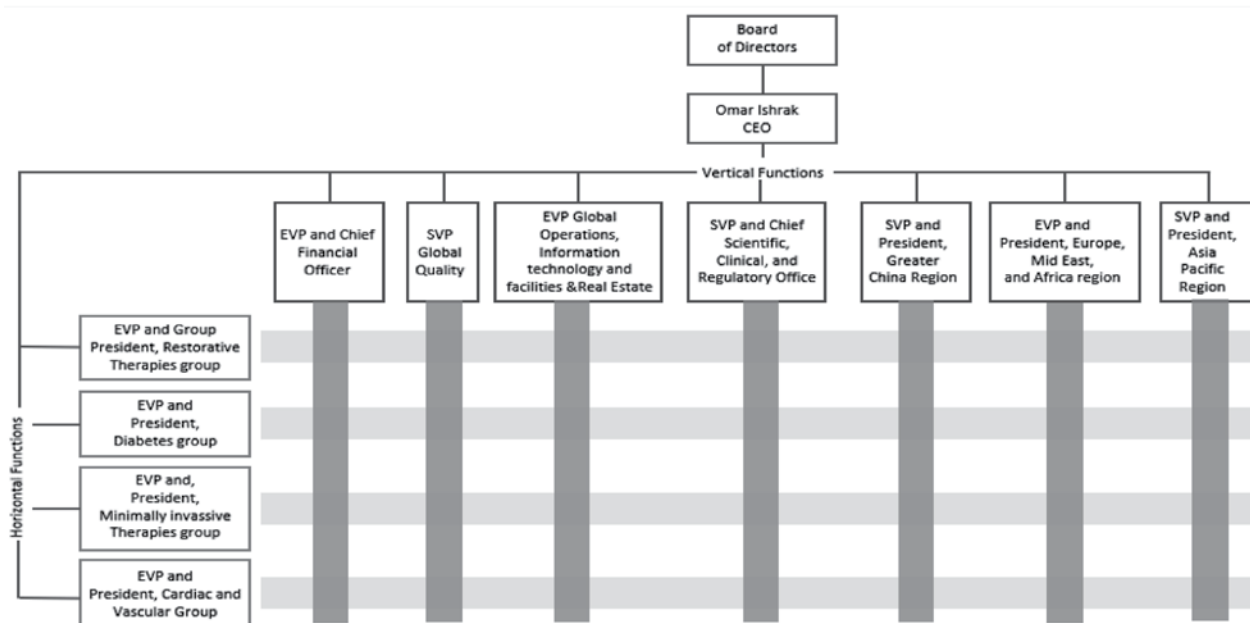 Board
of Directors
Omar Ishrak
CEO
Vertical Functions
EVP and Chief
Financial
Officer
SVP
Global
Quality
EVP Global
Operations,
Information
technology and
facilities &Real Estate
SVP and Chief
Scientific,
Clinical, and
Regulatory Office
SVP and
President,
Greater
China Region
EVP and
President, Europe,
Mid East,
and Africa region
SVP and
President,
Asia
Pacific
Region
Horizontal Functions
EVP and Group
President, Restorative
Therapies group
EVP and
President,
Diabetes group
EVP and,
President,
Minimally invassive
Therapies group
EVP and
President, Cardiac and
Vascular Group